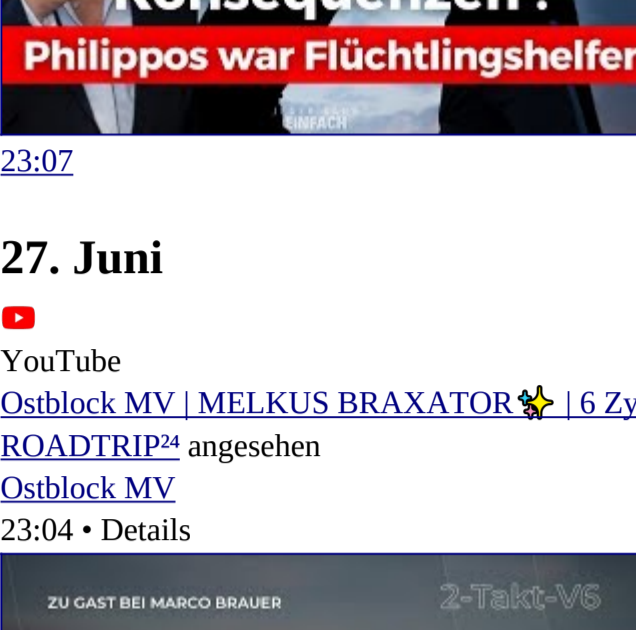 Konsequenzen?
Philippos war Flüchtlingshelfer
EINFACH
23:07
27. Juni
YouTube
Ostblock MV | MELKUS BRAXATOR✨ | 6 Zy
ROADTRIP²⁴ angesehen
Ostblock MV
23:04 • Details
ZU GAST BEI MARCO BRAUER
2-Takt-V6